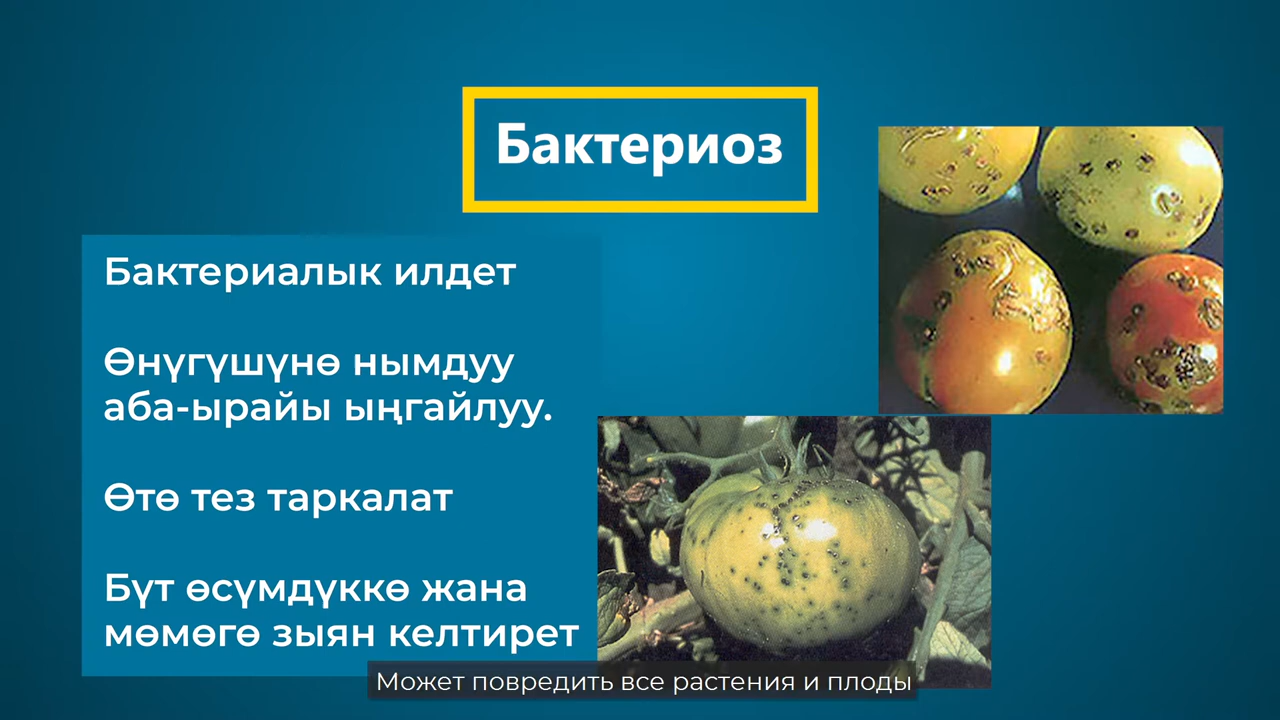 Бактериоз
Бактериалык илдет
Өнүгүшүнө нымдуу
аба-ырайы ыңгайлуу.
Өтө тез таркалат
Бүт өсүмдүккө жана
мөмөгө зыян келтирет
Может повредить все растения и плоды